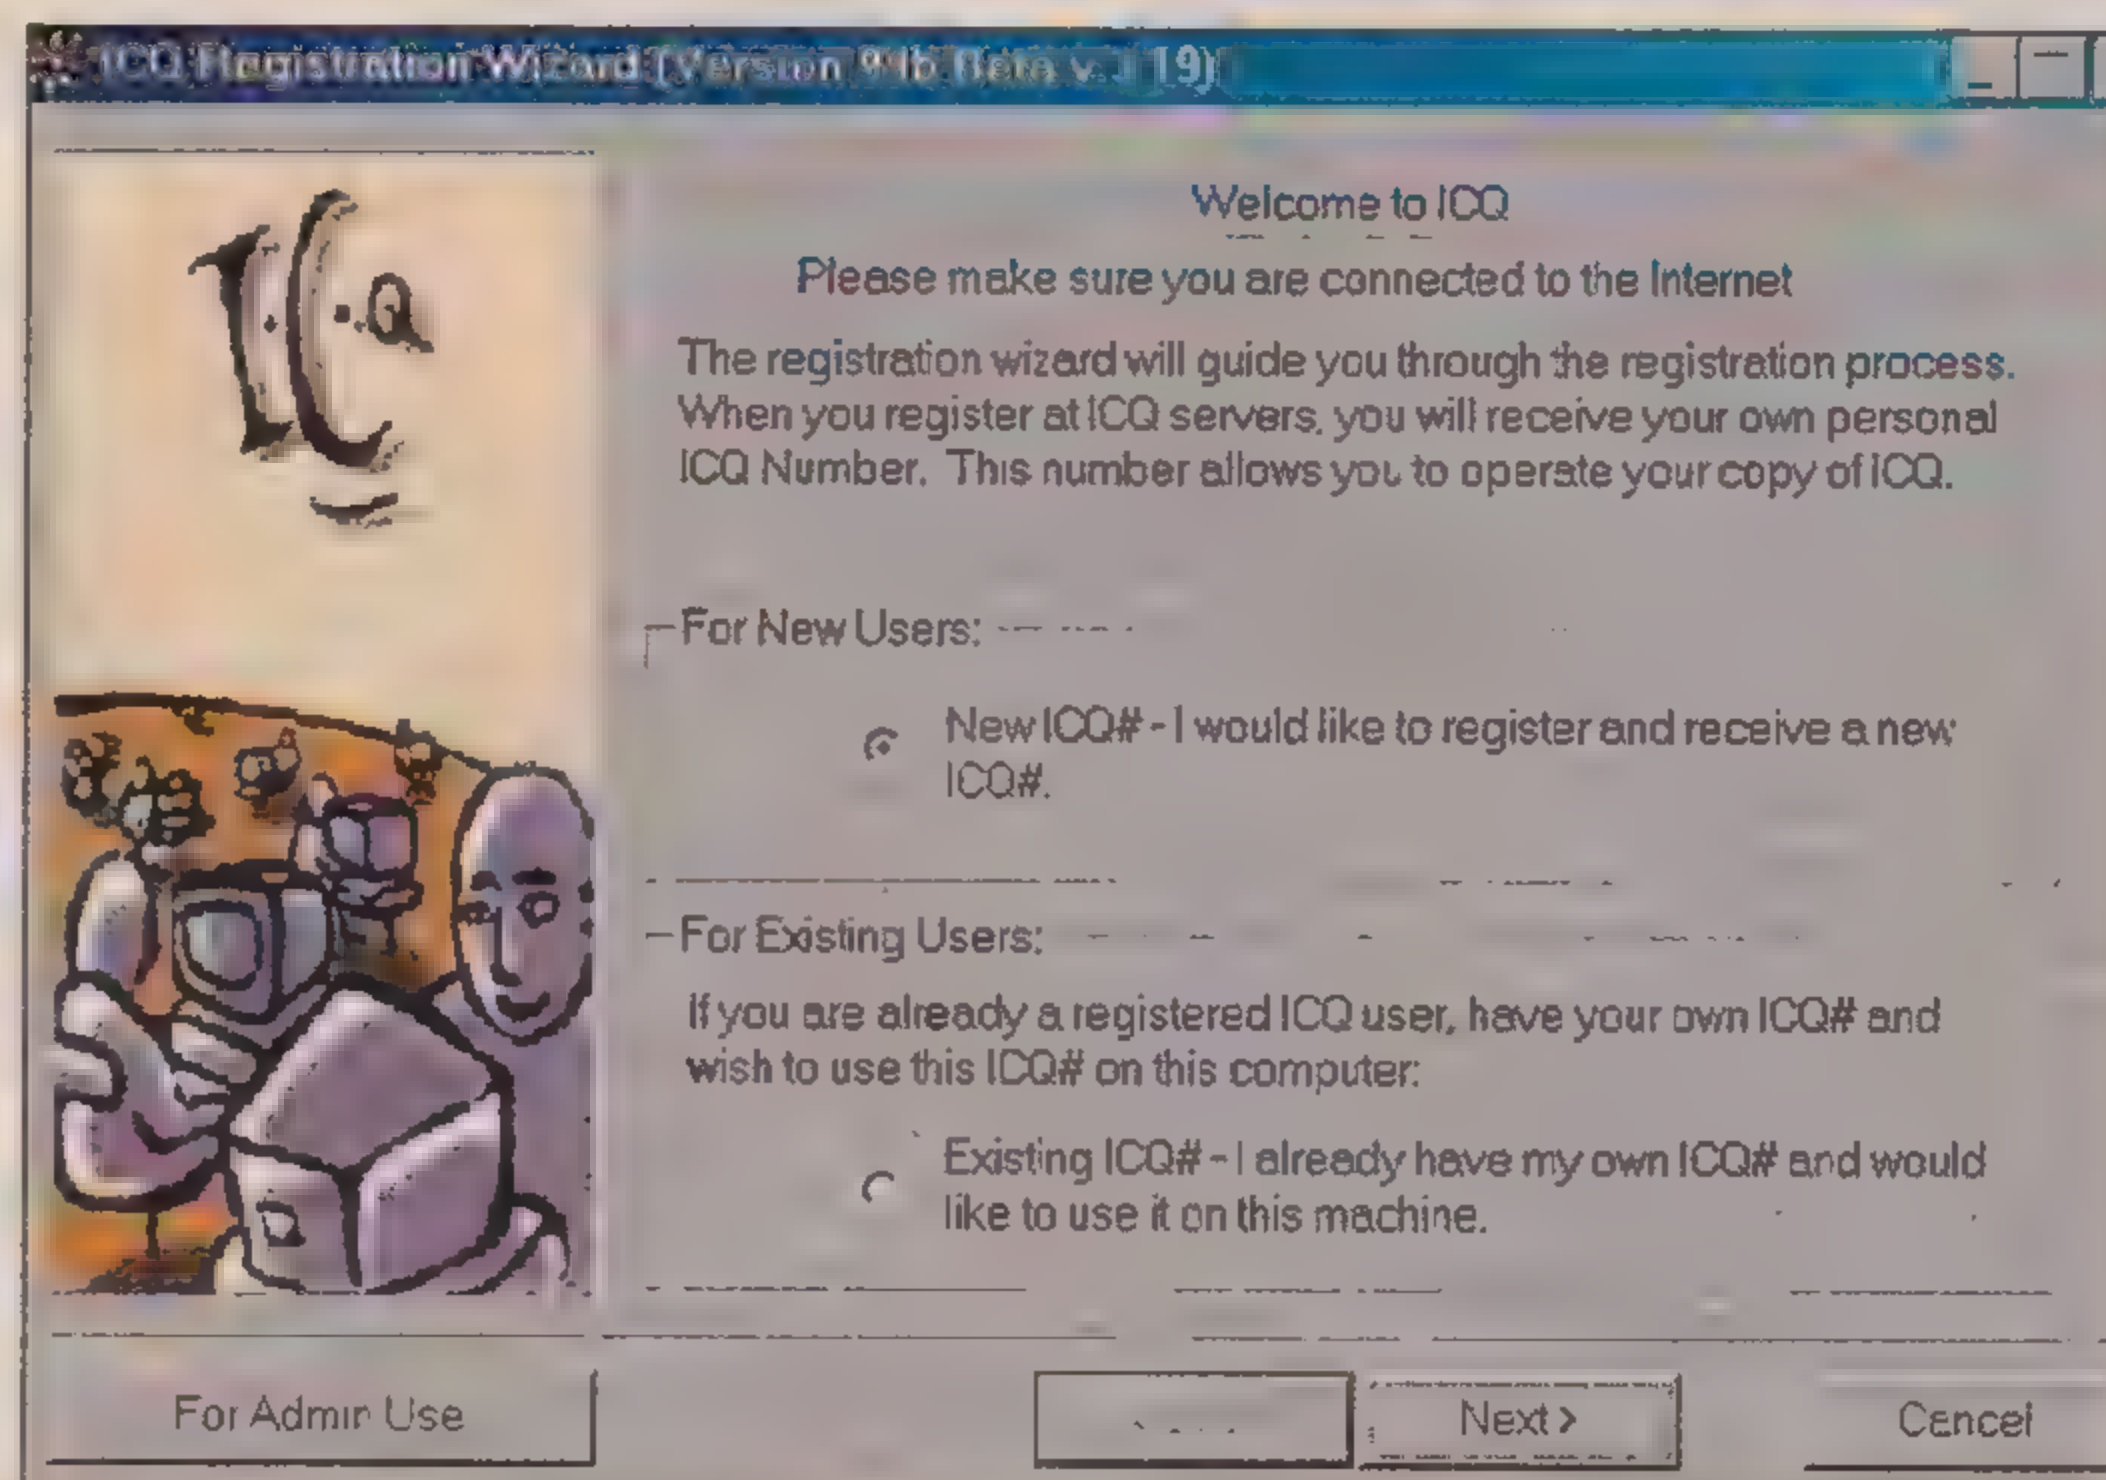 ICQ Registration Wizard (Version
Welcome to ICQ
Please make sure you are connected to the Internet
The registration wizard will guide you through the registration process.
When you register at ICQ servers, you will receive your own personal
ICQ Number. This number allows you to operate your copy of ICQ.
For New Users:
New ICQ# - I would like to register and receive a new
ICQ#.
For Existing Users:
If you are already a registered ICQ user, have your own ICQ# and
wish to use this ICQ# on this computer:
Existing ICQ# - I already have my own ICQ# and would
like to use it on this machine.
For Admin Use
Next >
Cancel